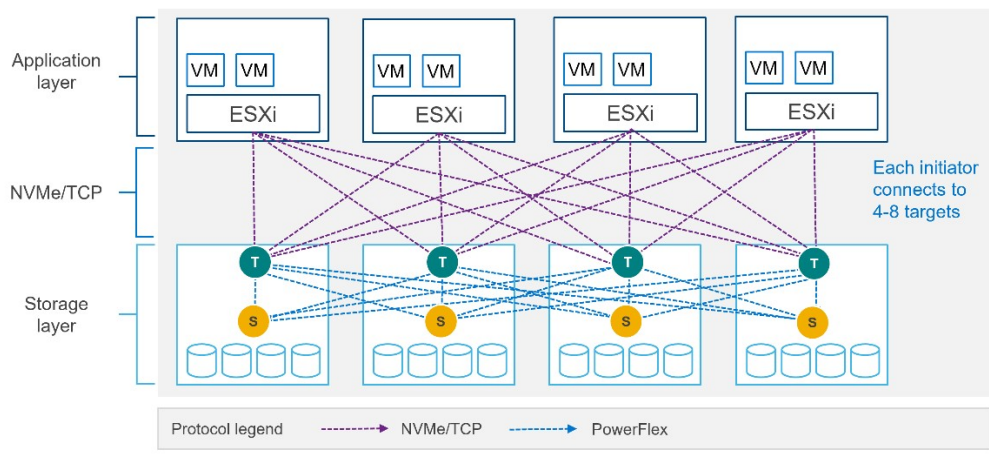 Application
layer
VM VM
ESXi
VM VM
ESXi
VM VM
ESXi
VM VM
ESXi
NVMe/TCP
Each initiator
connects to
4-8 targets
Storage
layer
T
T
T
T
S
S
S
S
Protocol legend
NVMe/TCP
PowerFlex